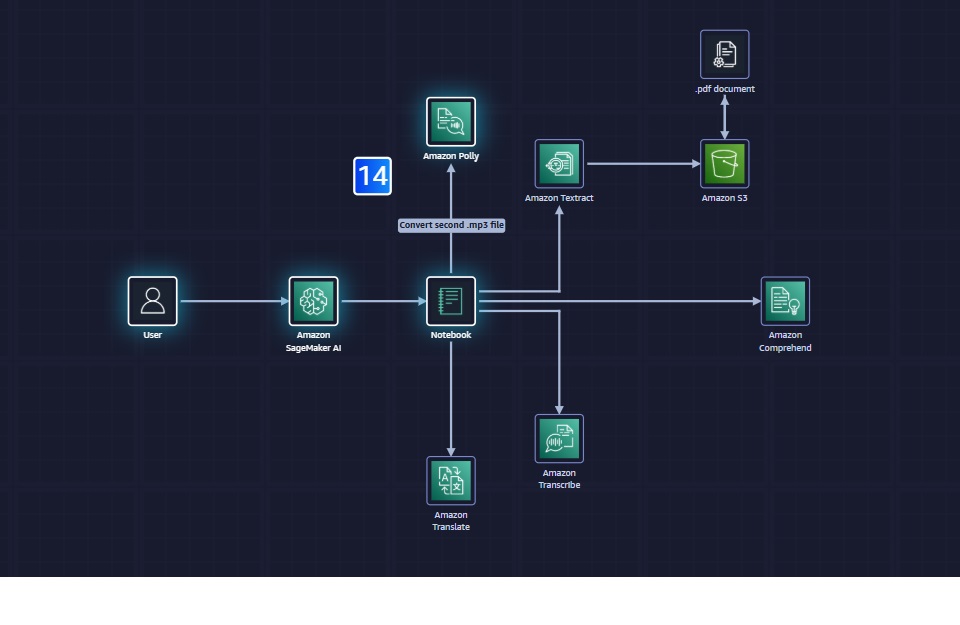 .pdf document
Amazon Polly
14
Amazon Textract
Amazon S3
Convert second .mp3 file
User
Amazon
SageMaker AI
Notebook
Amazon
Comprehend
Amazon
Transcribe
Amazon
Translate